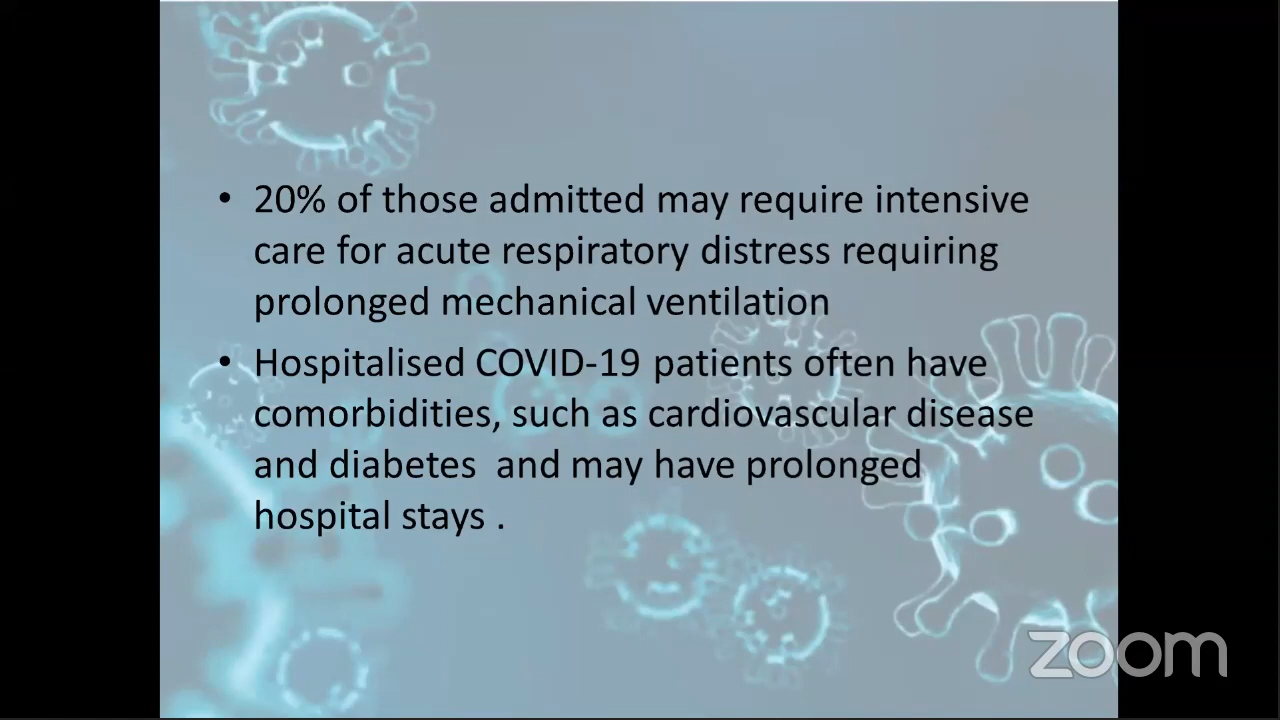 • 20% of those admitted may require intensive
care for acute respiratory distress requiring
prolonged mechanical ventilation
• Hospitalised COVID-19 patients often have
comorbidities, such as cardiovascular disease
and diabetes  and may have prolonged
hospital stays .
zoom